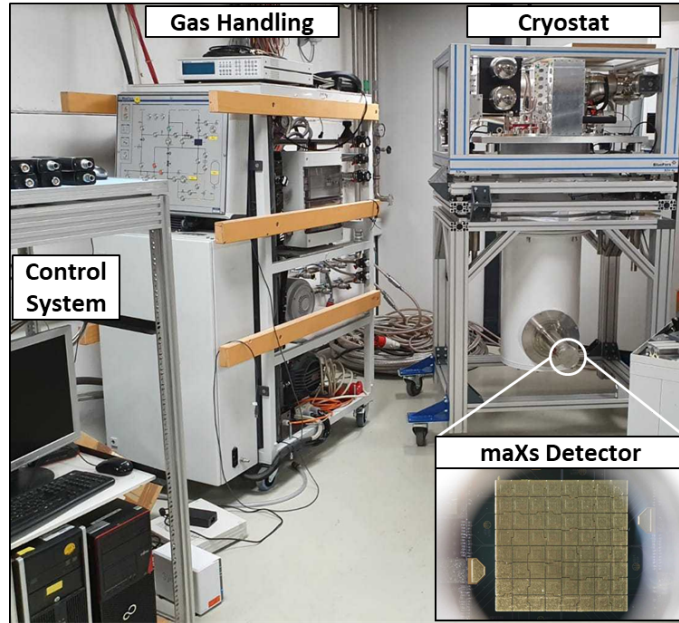 Gas Handling
Cryostat
Control
System
maXs Detector